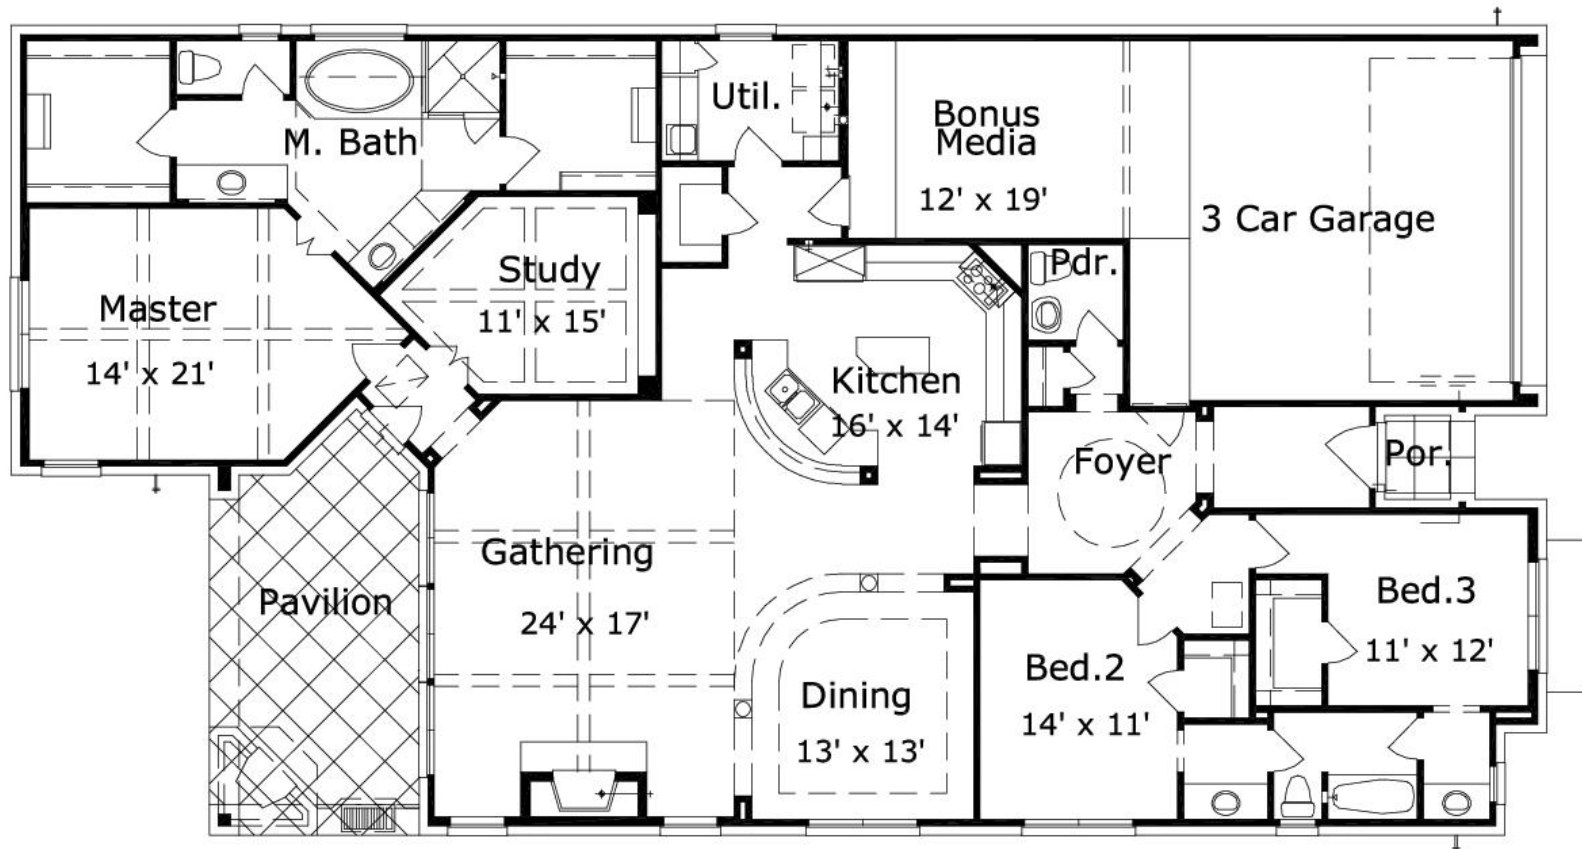 M. Bath
Util.
Bonus
Media
12' x 19'
3 Car Garage
Master
14' x 21'
Study
11' x 15'
Pdr.
Kitchen
16' x 14'
Foyer
Por.
Gathering
24' x 17'
Pavilion
Dining
13' x 13'
Bed.2
14' x 11'
Bed.3
11' x 12'